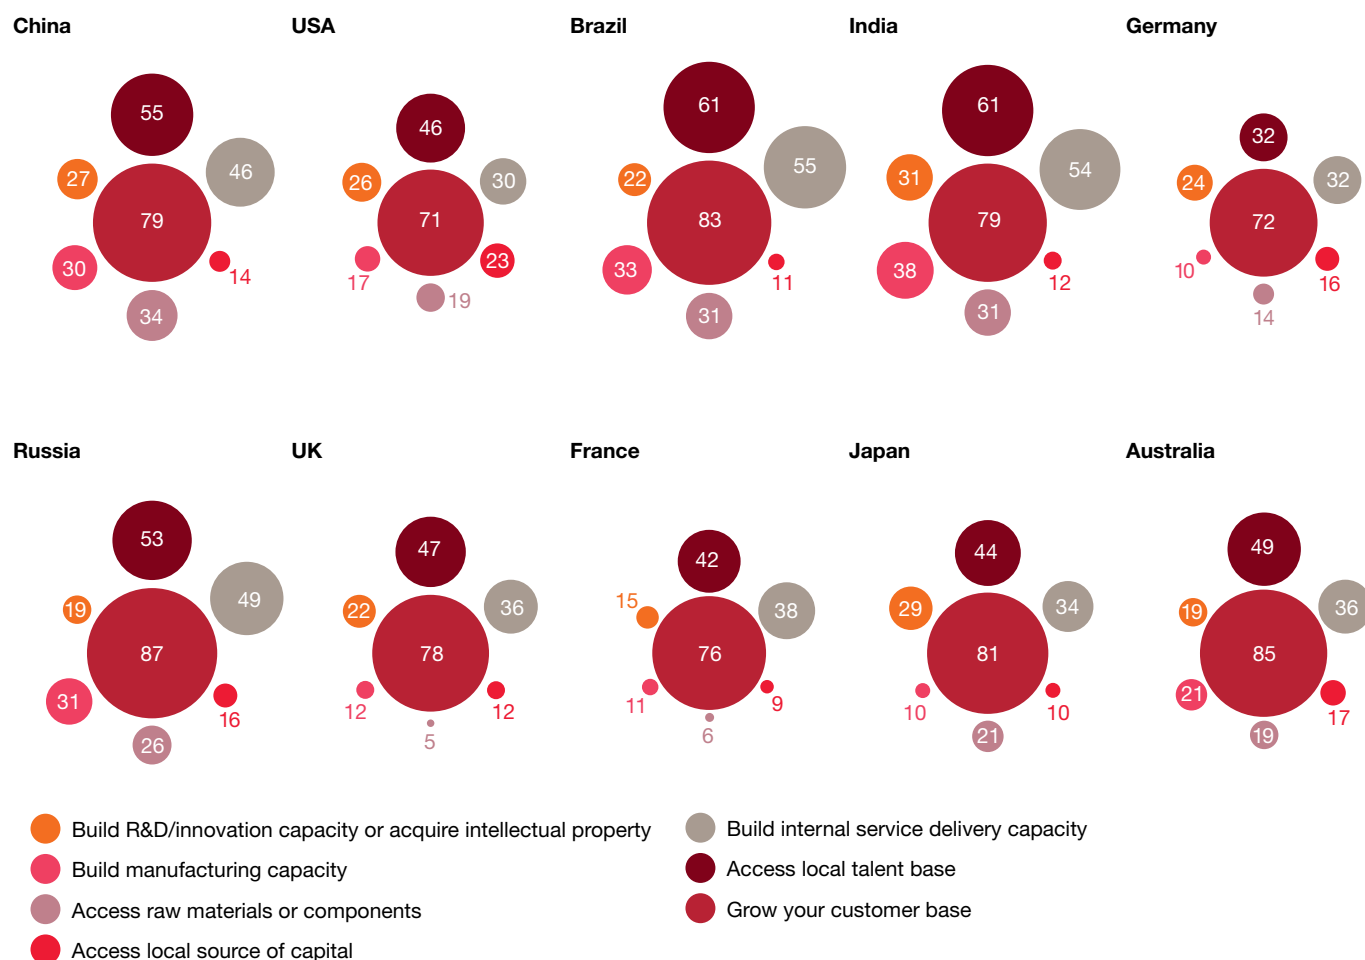 China USA Brazil India Germany
55 46 61 61 32
27 46 26 30 22 55 31 54 24 32
79 71 83 79 72
30 14 17 23 33 11 38 12 10 16
34 19 31 31 14
Russia UK France Japan Australia
53 47 42 44 49
19 49 22 36 15 38 29 34 19 36
87 78 76 81 85
31 16 12 12 11 9 10 10 21 17
26 5 6 21 19
Build R&D/innovation capacity or acquire intellectual property
Build manufacturing capacity
Access raw materials or components
Access local source of capital
Build internal service delivery capacity
Access local talent base
Grow your customer base